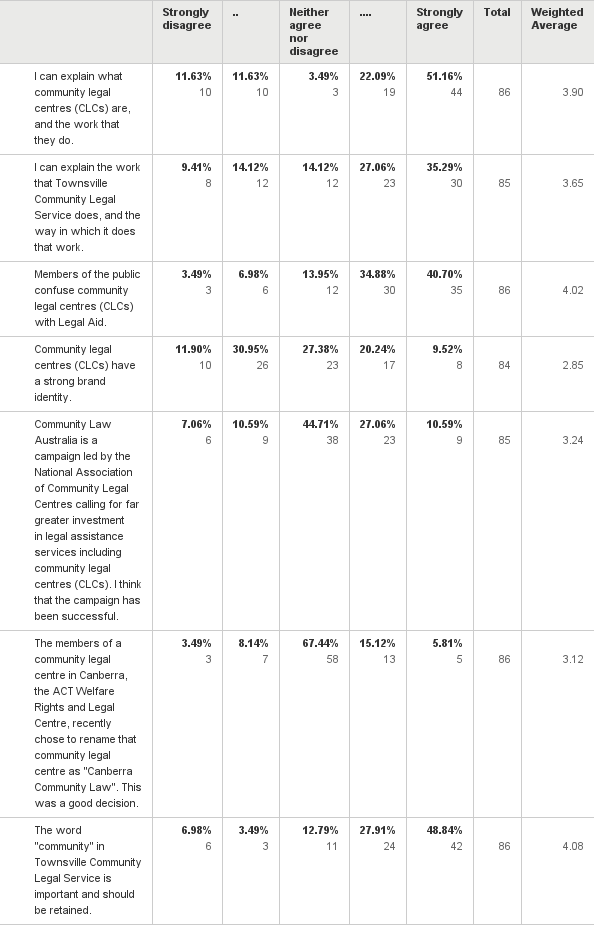 Strongly disagree .. Neither agree nor disagree .... Strongly agree Total Weighted Average
I can explain what 11.63% 11.63% 3.49% 22.09% 51.16%
community legal 10 10 3 19 44 86 3.90
centres (CLCs) are,
and the work that
they do.
I can explain the work 9.41% 14.12% 14.12% 27.06% 35.29%
that Townsville 8 12 12 23 30 85 3.65
Community Legal
Service does, and the
way in which it does
that work.
Members of the public 3.49% 6.98% 13.95% 34.88% 40.70%
confuse community 3 6 12 30 35 86 4.02
legal centres (CLCs)
with Legal Aid.
Community legal 11.90% 30.95% 27.38% 20.24% 9.52%
centres (CLCs) have 10 26 23 17 8 84 2.85
a strong brand
identity.
Community Law 7.06% 10.59% 44.71% 27.06% 10.59%
Australia is a 6 9 38 23 9 85 3.24
campaign led by the
National Association
of Community Legal
Centres calling for far
greater investment
in legal assistance
services including
community legal
centres (CLCs). I think
that the campaign has
been successful.
The members of a 3.49% 8.14% 67.44% 15.12% 5.81%
community legal 3 7 58 13 5 86 3.12
centre in Canberra,
the ACT Welfare
Rights and Legal
Centre, recently
chose to rename that
community legal
centre as "Canberra
Community Law". This
was a good decision.
The word 6.98% 3.49% 12.79% 27.91% 48.84%
"community" in 6 3 11 24 42 86 4.08
Townsville Community
Legal Service is
important and should
be retained.